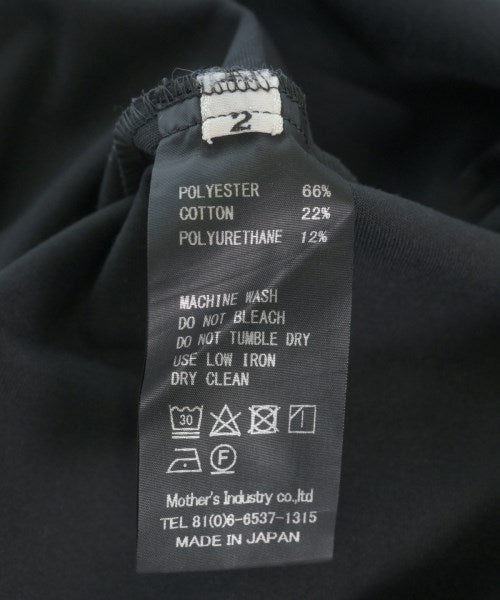 2
POLYESTER 66%
COTTON 22%
POLYURETHANE 12%
MACHINE WASH
DO NOT BLEACH
DO NOT TUMBLE DRY
USE LOW IRON
DRY CLEAN
30
F
Mother's Industry co.,ltd
TEL 81(0)6-6537-1315
MADE IN JAPAN